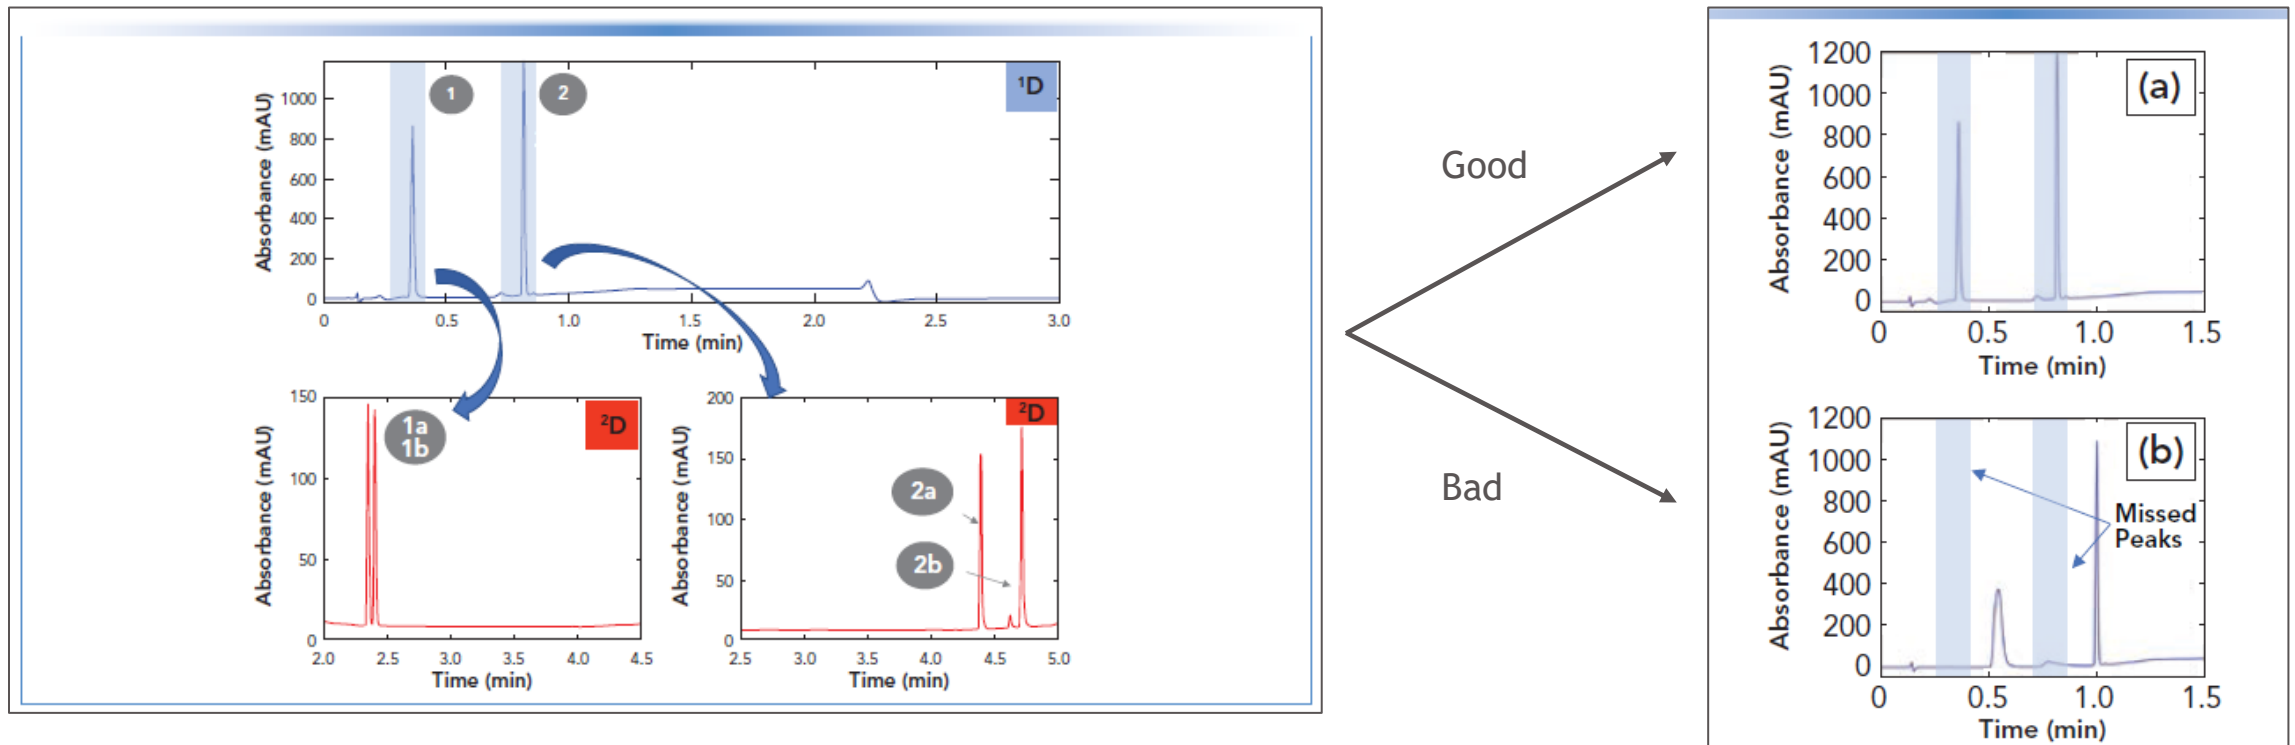 1
2
¹D
Absorbance (mAU)
1000
800
600
400
200
0
0 0.5 1.0 1.5 2.0 2.5 3.0
Time (min)
1a
1b
²D
Absorbance (mAU)
150
100
50
0
2.0 2.5 3.0 3.5 4.0 4.5
Time (min)
²D
2a
2b
Absorbance (mAU)
200
150
100
50
0
2.5 3.0 3.5 4.0 4.5 5.0
Time (min)
Good
Bad
(a)
Absorbance (mAU)
1200
1000
800
600
400
200
0
0 0.5 1.0 1.5
Time (min)
(b)
Missed
Peaks
Absorbance (mAU)
1200
1000
800
600
400
200
0
0 0.5 1.0 1.5
Time (min)